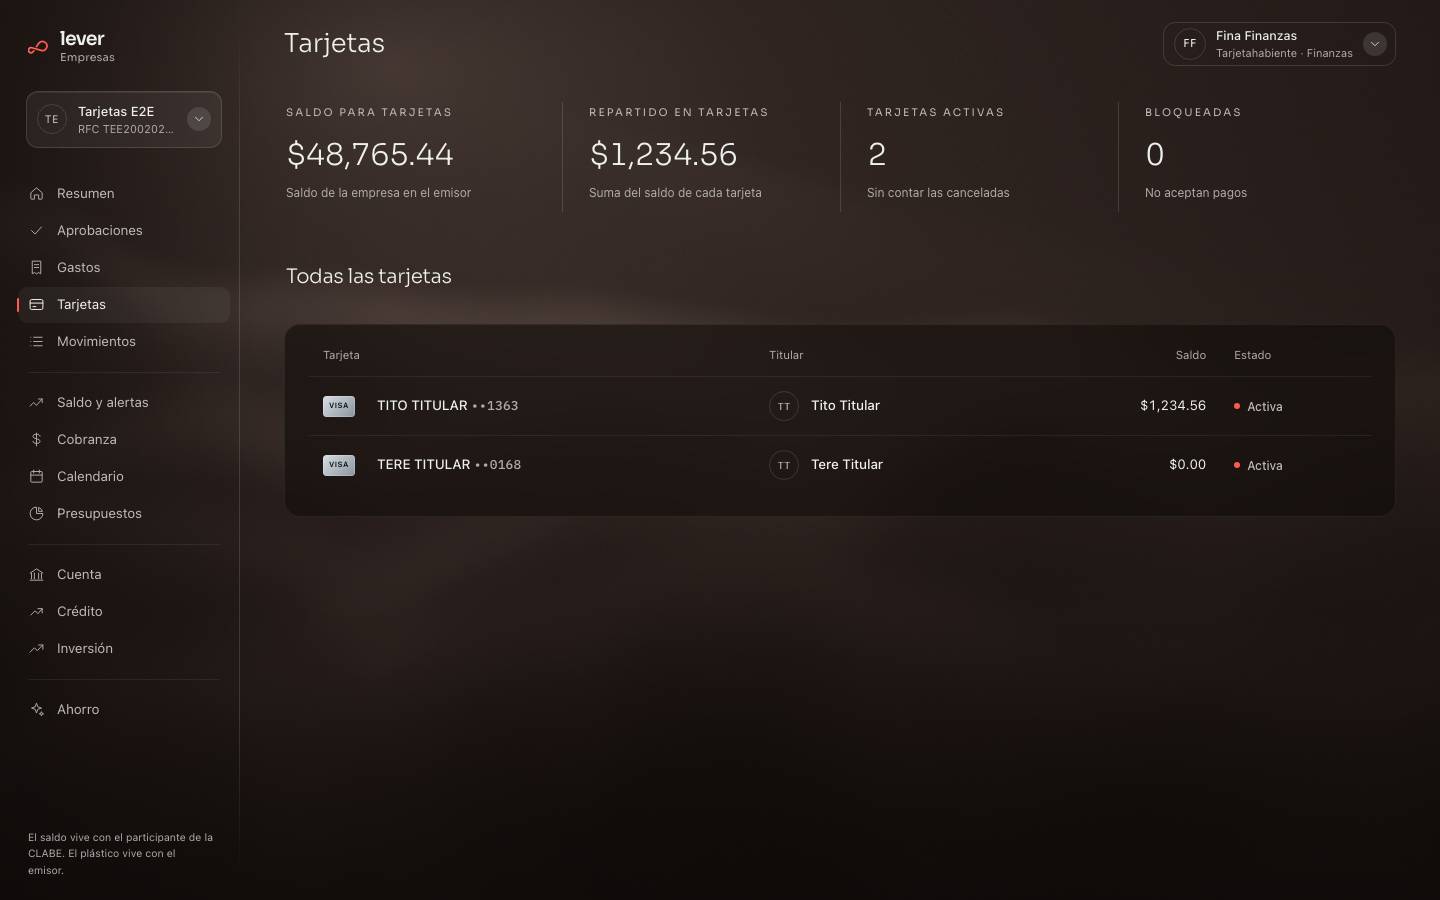 lever
Empresas
TE
Tarjetas E2E
RFC TEE200202...
Resumen
Aprobaciones
Gastos
Tarjetas
Movimientos
Saldo y alertas
Cobranza
Calendario
Presupuestos
Cuenta
Crédito
Inversión
Ahorro
El saldo vive con el participante de la
CLABE. El plástico vive con el
emisor.
Tarjetas
FF
Fina Finanzas
Tarjetahabiente · Finanzas
SALDO PARA TARJETAS
$48,765.44
Saldo de la empresa en el emisor
REPARTIDO EN TARJETAS
$1,234.56
Suma del saldo de cada tarjeta
TARJETAS ACTIVAS
2
Sin contar las canceladas
BLOQUEADAS
0
No aceptan pagos
Todas las tarjetas
Tarjeta Titular Saldo Estado
VISA TITO TITULAR ••1363 TT Tito Titular $1,234.56 Activa
VISA TERE TITULAR ••0168 TT Tere Titular $0.00 Activa